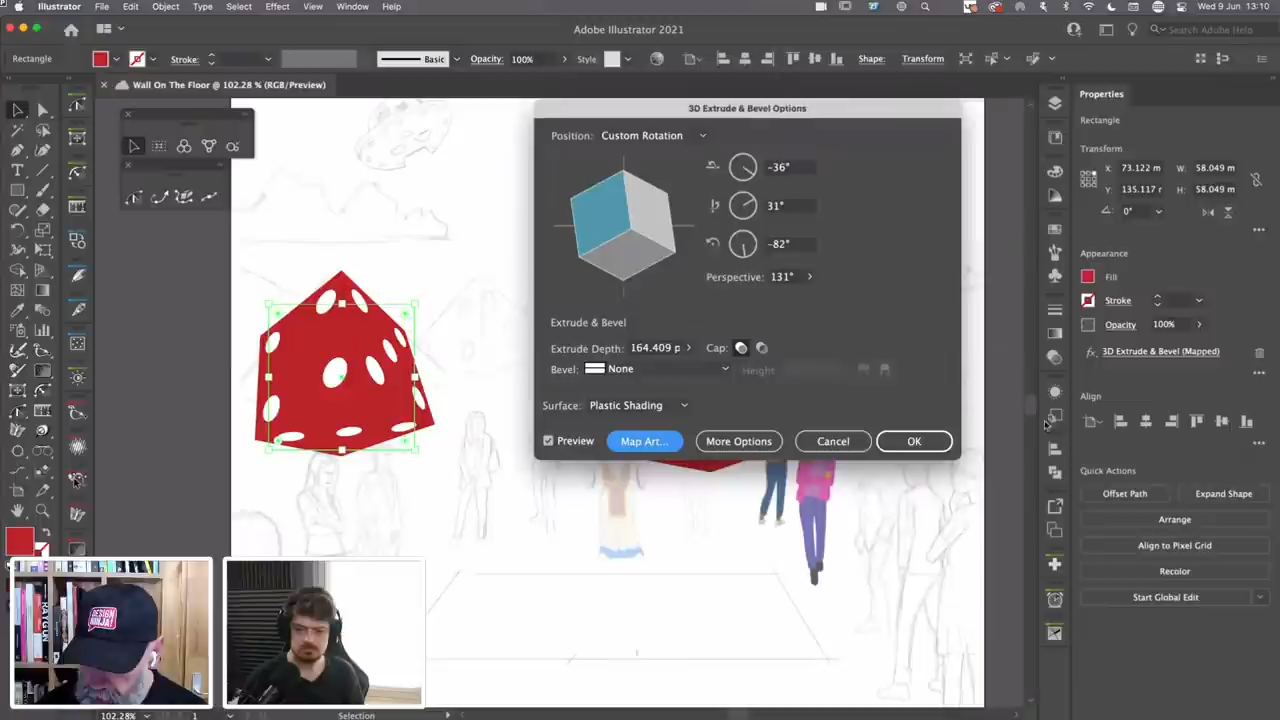 Illustrator File Edit Object Type Select Effect View Window Help
Wed 9 Jun 13:10
Adobe Illustrator 2021
Search Adobe Help
Rectangle
Stroke:
Basic
Opacity: 100%
Style
Shape:
Transform
Wall On The Floor @ 102.28 % (RGB/Preview)
3D Extrude & Bevel Options
Position: Custom Rotation
-36°
31°
-82°
Perspective: 131°
Extrude & Bevel
Extrude Depth: 164.409 p
Cap:
Bevel: None
Height
Surface: Plastic Shading
Preview
Map Art...
More Options
Cancel
OK
Properties
Rectangle
Transform
X: 73.122 m
W: 58.049 m
Y: 135.117 r
H: 58.049 m
0°
Appearance
Fill
Stroke
Opacity 100%
fx 3D Extrude & Bevel (Mapped)
Align
Quick Actions
Offset Path
Expand Shape
Arrange
Align to Pixel Grid
Recolor
Start Global Edit
DESIGN
NINJA!
102.28%
1
Selection